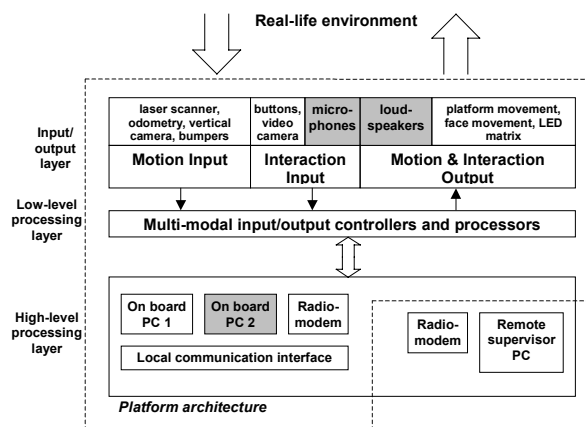 Real-life environment
Input/
output
layer
laser scanner,
odometry, vertical
camera, bumpers
buttons,
video
camera
micro-
phones
loud-
speakers
platform movement,
face movement, LED
matrix
Motion Input
Interaction
Input
Motion & Interaction
Output
Low-level
processing
layer
Multi-modal input/output controllers and processors
High-level
processing
layer
On board
PC 1
On board
PC 2
Radio-
modem
Local communication interface
Radio-
modem
Remote
supervisor
PC
Platform architecture